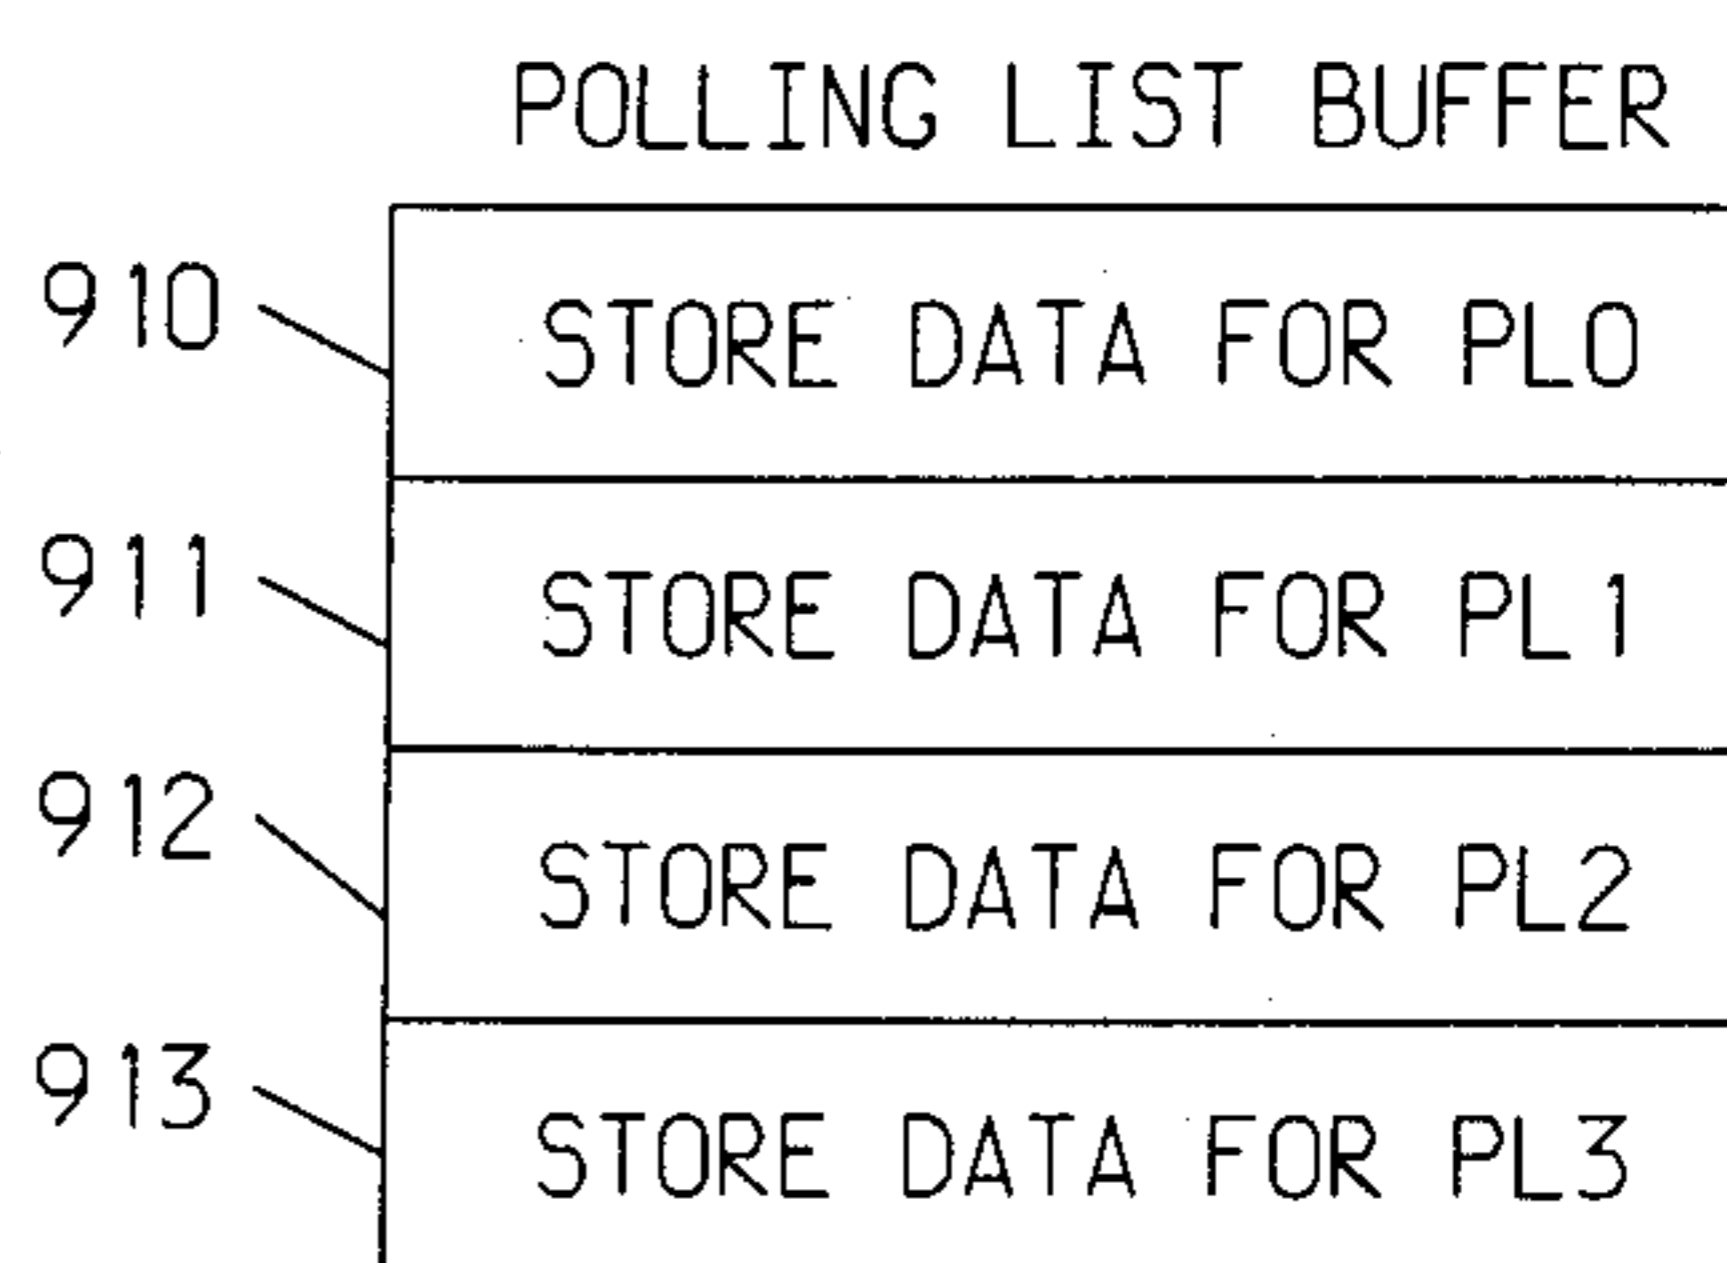 POLLING LIST BUFFER
910 STORE DATA FOR PL0
911 STORE DATA FOR PL1
912 STORE DATA FOR PL2
913 STORE DATA FOR PL3